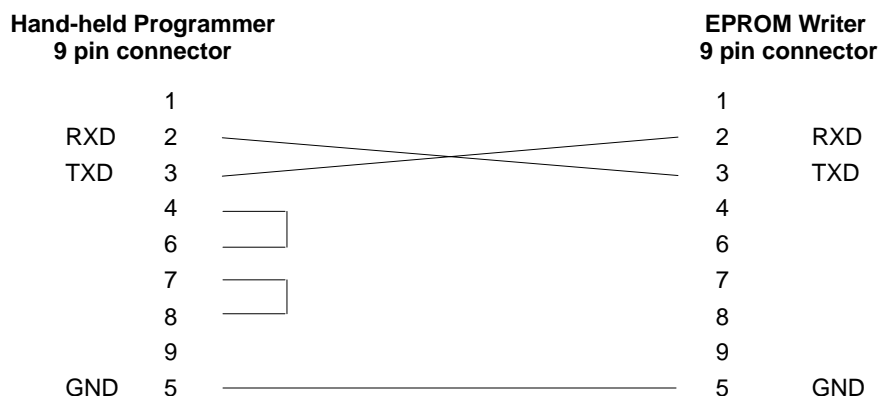 Hand-held Programmer EPROM Writer
9 pin connector 9 pin connector
1 1
RXD 2 2 RXD
TXD 3 3 TXD
4 4
6 6
7 7
8 8
9 9
GND 5 5 GND